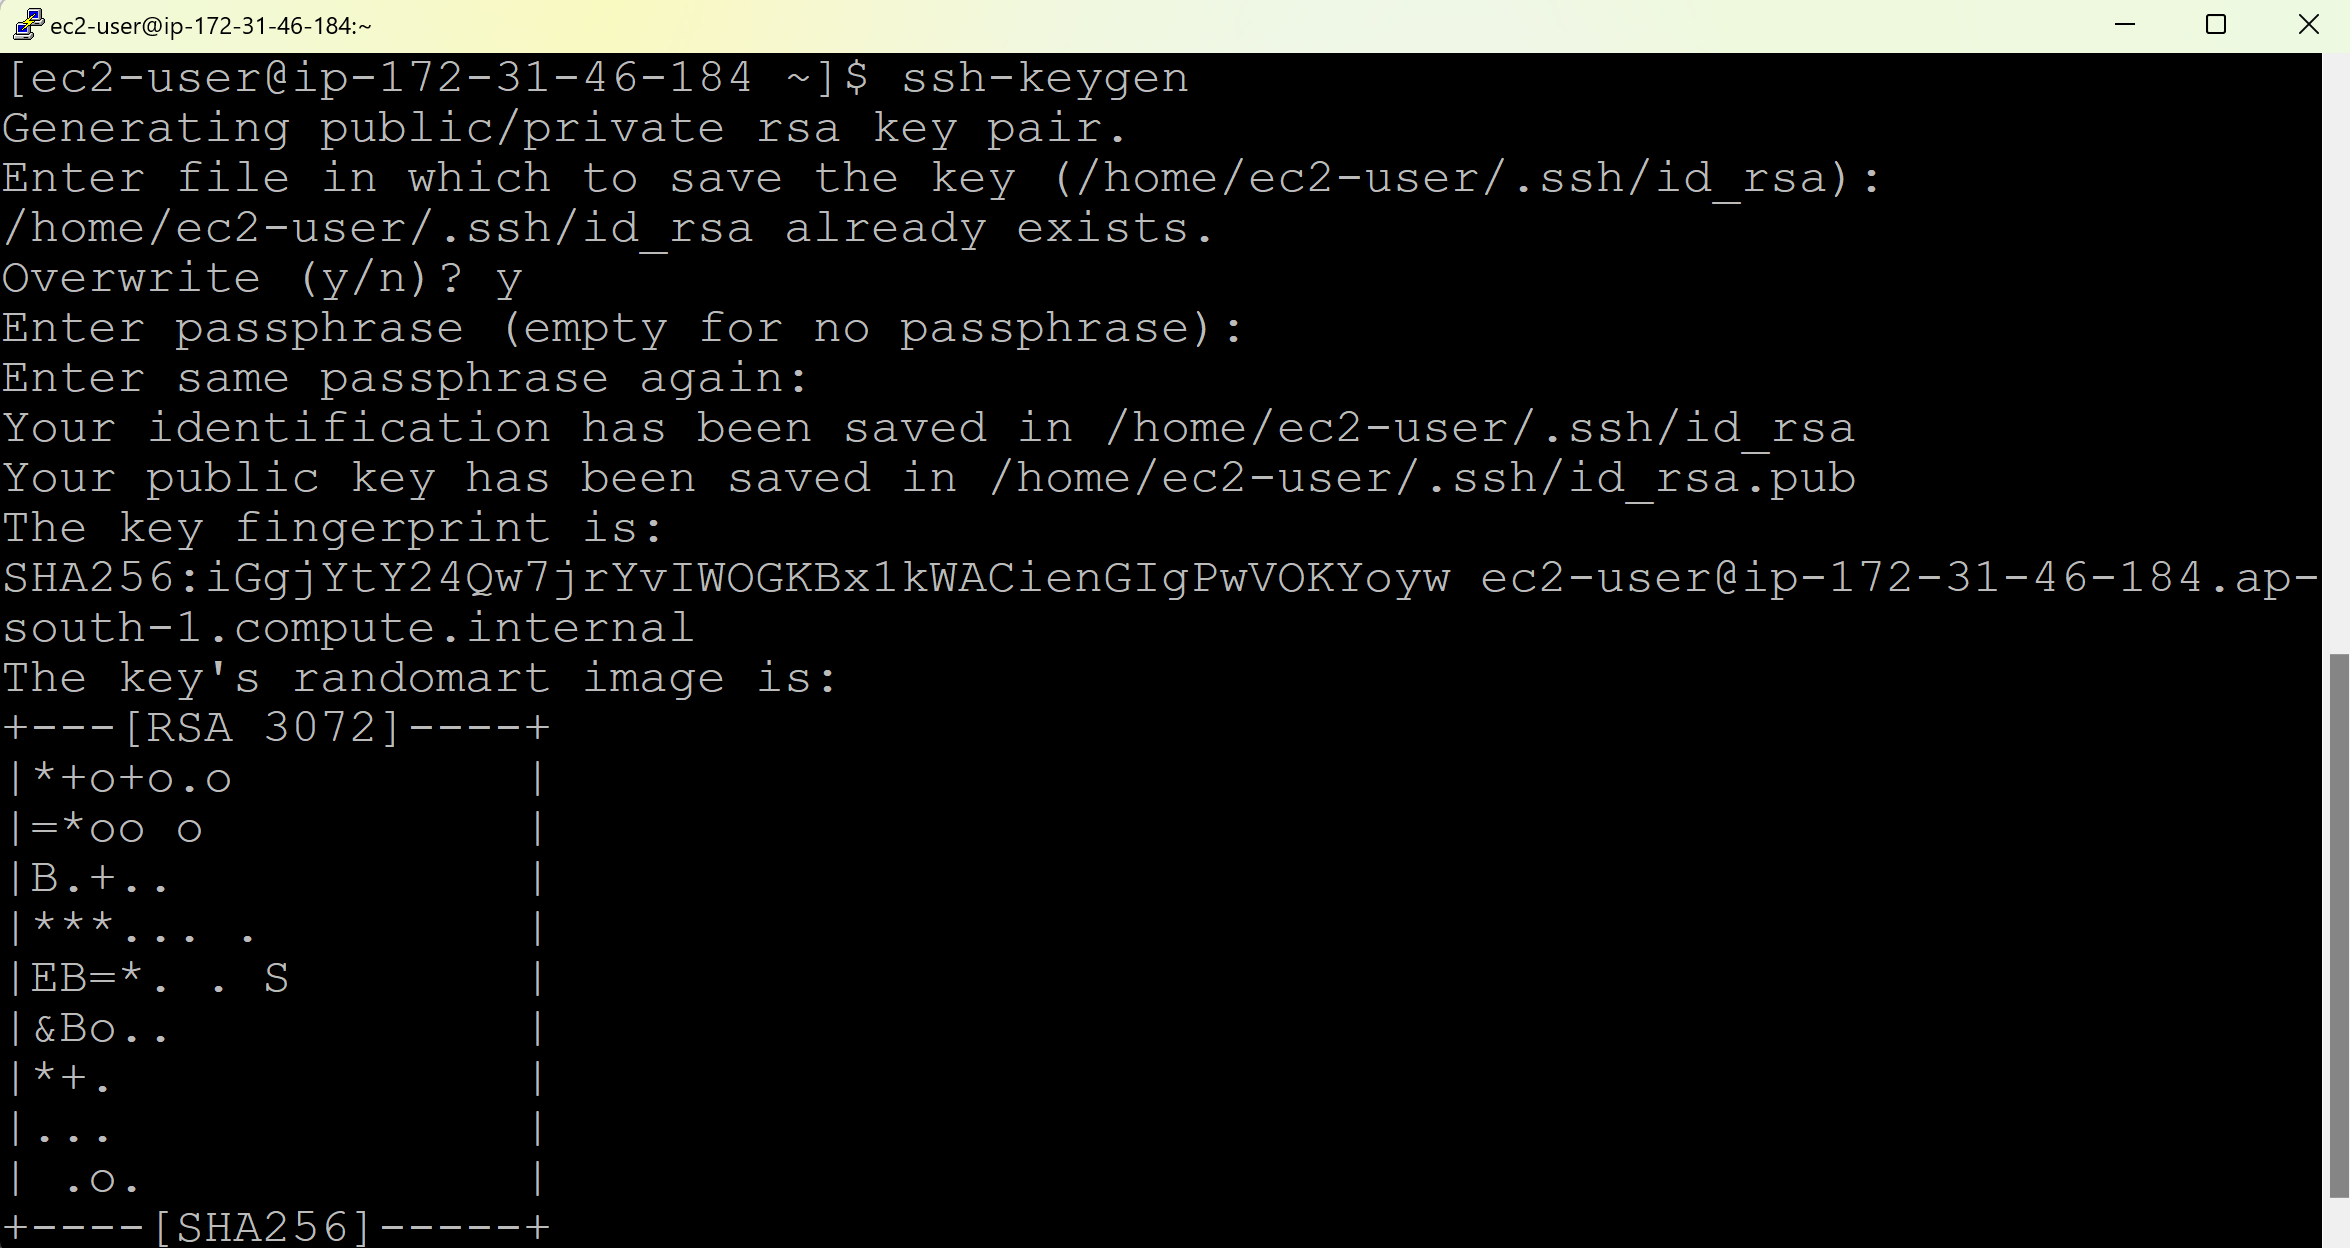 ec2-user@ip-172-31-46-184:~
[ec2-user@ip-172-31-46-184 ~]$ ssh-keygen
Generating public/private rsa key pair.
Enter file in which to save the key (/home/ec2-user/.ssh/id_rsa):
/home/ec2-user/.ssh/id_rsa already exists.
Overwrite (y/n)? y
Enter passphrase (empty for no passphrase):
Enter same passphrase again:
Your identification has been saved in /home/ec2-user/.ssh/id_rsa
Your public key has been saved in /home/ec2-user/.ssh/id_rsa.pub
The key fingerprint is:
SHA256:iGgjYtY24Qw7jrYvIWOGKBx1kWACienGIgPwVOKYoyw ec2-user@ip-172-31-46-184.ap-
south-1.compute.internal
The key's randomart image is:
+---[RSA 3072]----+
|*+o+o.o          |
|=*oo o           |
|B.+..            |
|***... .         |
|EB=*. . S        |
|&Bo..            |
|*+.              |
|...              |
| .o.             |
+----[SHA256]-----+